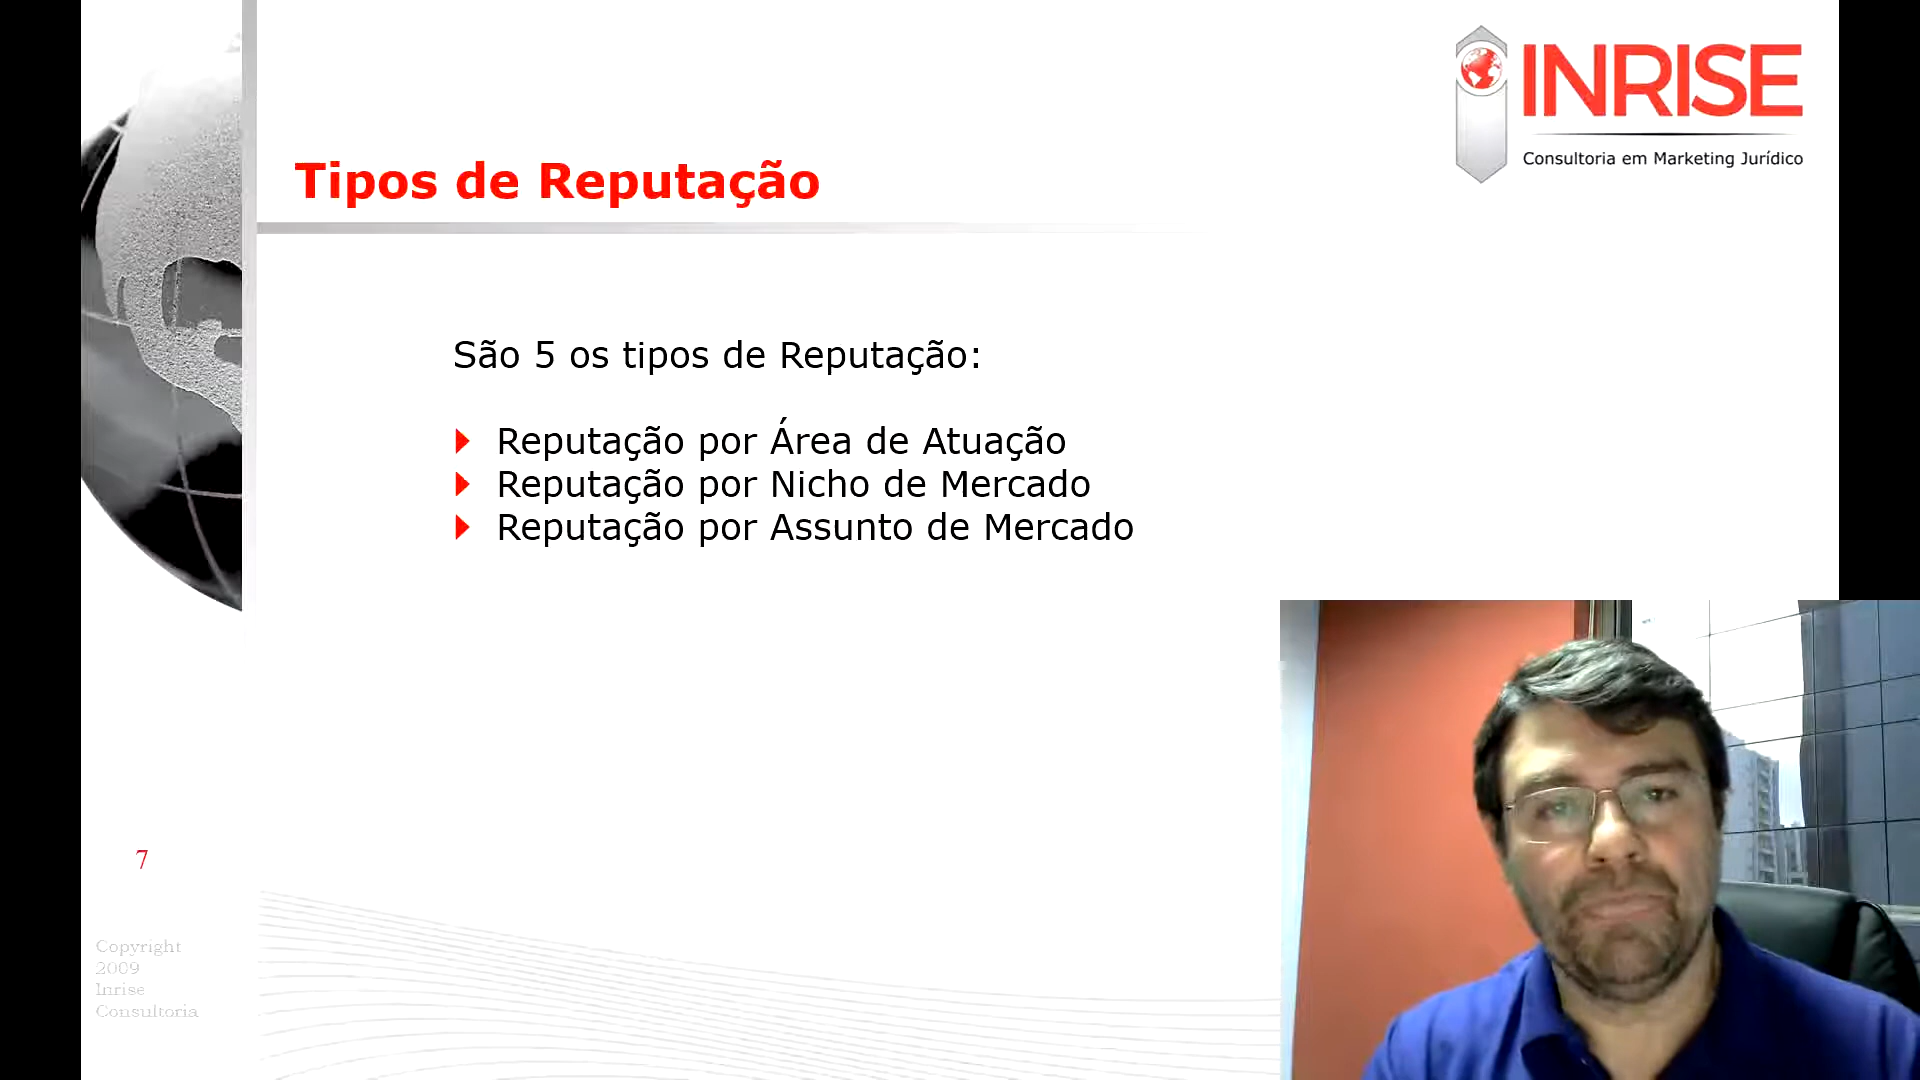 INRISE
Consultoria em Marketing Jurídico
Tipos de Reputação
São 5 os tipos de Reputação:
Reputação por Área de Atuação
Reputação por Nicho de Mercado
Reputação por Assunto de Mercado
7
Copyright
2009
Inrise
Consultoria